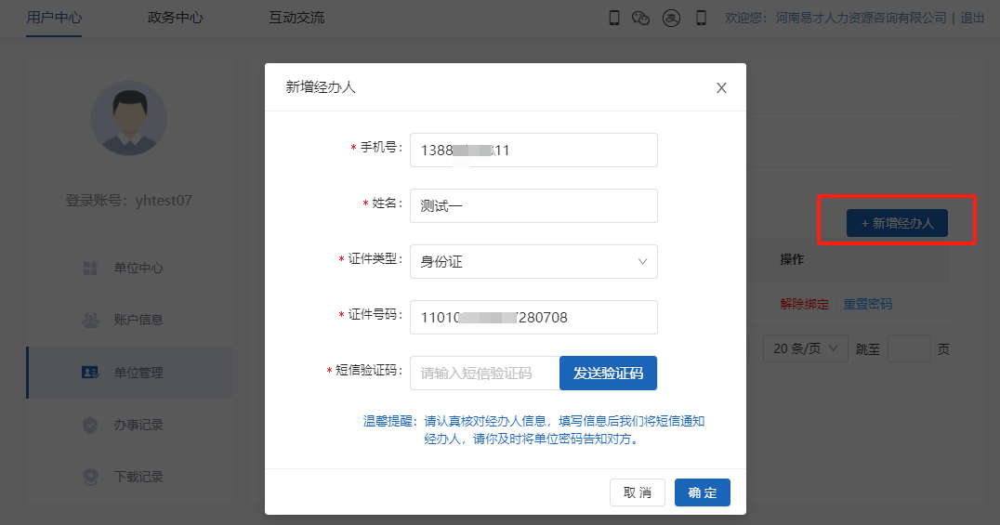 用户中心 政务中心 互动交流 欢迎您：河南易才人力资源咨询有限公司 | 退出
登录账号：yhtest07
单位中心
账户信息
单位管理
办事记录
下载记录
新增经办人
* 手机号： 1388 11
* 姓名： 测试一
* 证件类型： 身份证
* 证件号码： 11010 7280708
* 短信验证码： 请输入短信验证码 发送验证码
温馨提醒：请认真核对经办人信息，填写信息后我们将短信通知
经办人，请你及时将单位密码告知对方。
取 消 确 定
+ 新增经办人
操作
解除绑定 重置密码
20 条/页 跳至 页